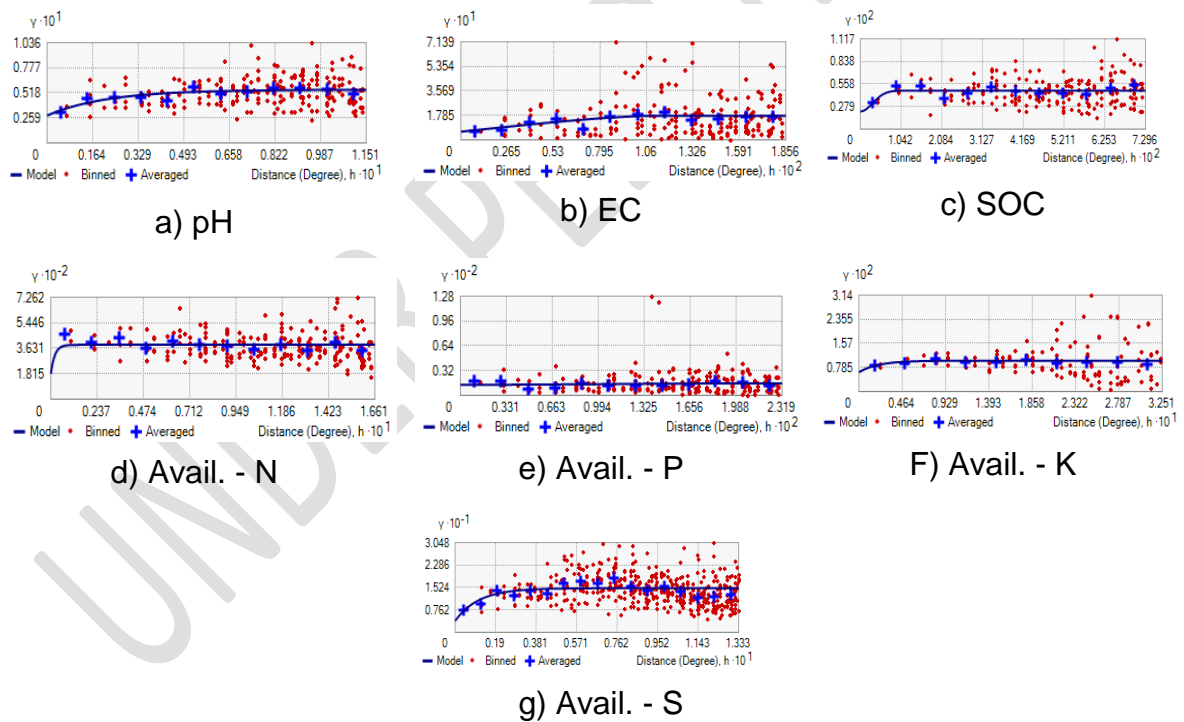 γ·10¹
1.036
0.777
0.518
0.259
0 0.164 0.329 0.493 0.658 0.822 0.987 1.151
Model Binned Averaged Distance (Degree), h·10¹
a) pH
γ·10¹
7.139
5.354
3.569
1.785
0 0.265 0.53 0.795 1.06 1.326 1.591 1.856
Model Binned Averaged Distance (Degree), h·10²
b) EC
γ·10²
1.117
0.838
0.558
0.279
0 1.042 2.084 3.127 4.169 5.211 6.253 7.296
Model Binned Averaged Distance (Degree), h·10²
c) SOC
γ·10⁻²
7.262
5.446
3.631
1.815
0 0.237 0.474 0.712 0.949 1.186 1.423 1.661
Model Binned Averaged Distance (Degree), h·10¹
d) Avail. - N
γ·10⁻²
1.28
0.96
0.64
0.32
0 0.331 0.663 0.994 1.325 1.656 1.988 2.319
Model Binned Averaged Distance (Degree), h·10²
e) Avail. - P
γ·10²
3.14
2.355
1.57
0.785
0 0.464 0.929 1.393 1.858 2.322 2.787 3.251
Model Binned Averaged Distance (Degree), h·10²
F) Avail. - K
γ·10⁻¹
3.048
2.286
1.524
0.762
0 0.19 0.381 0.571 0.762 0.952 1.143 1.333
Model Binned Averaged Distance (Degree), h·10¹
g) Avail. - S